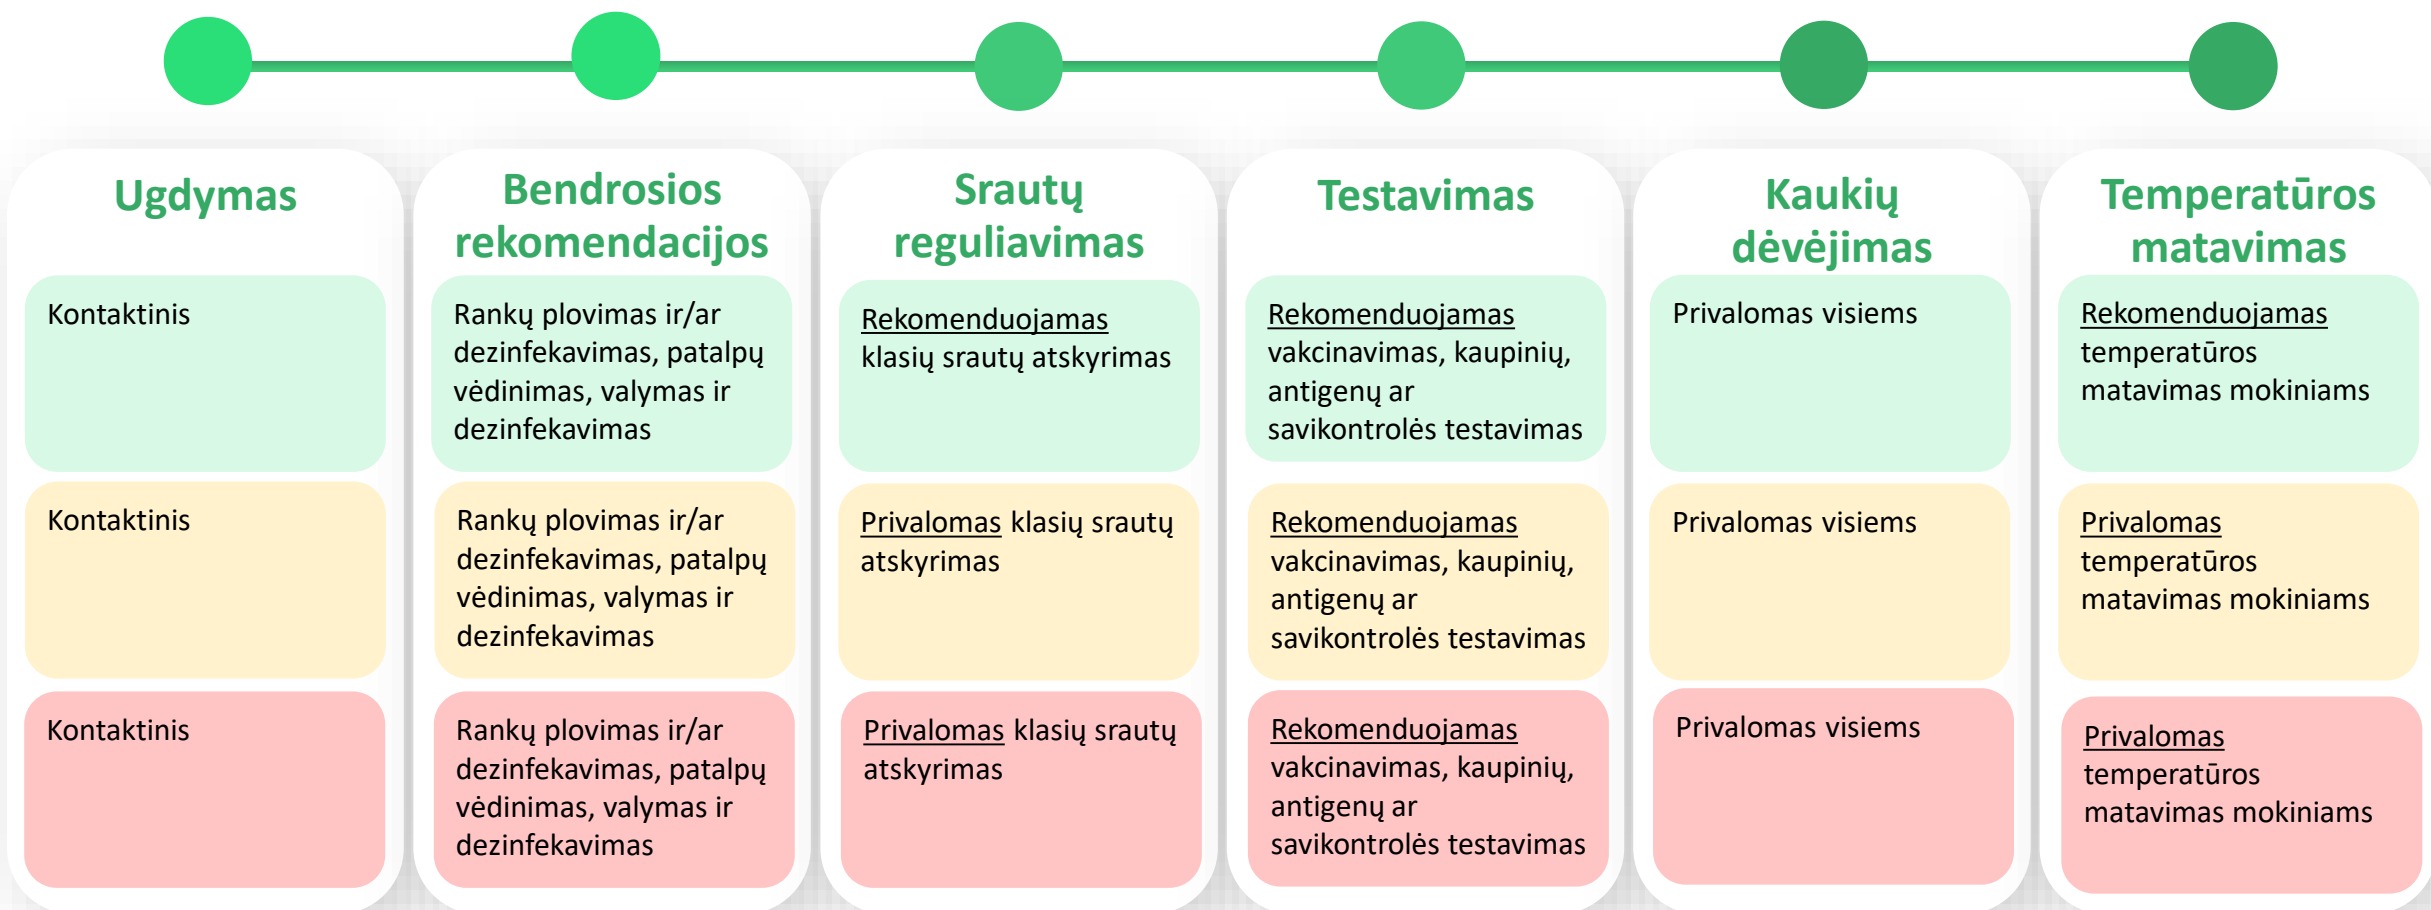 Ugdymas
Kontaktinis
Kontaktinis
Kontaktinis
Bendrosios
rekomendacijos
Rankų plovimas ir/ar
dezinfekavimas, patalpų
vėdinimas, valymas ir
dezinfekavimas
Rankų plovimas ir/ar
dezinfekavimas, patalpų
vėdinimas, valymas ir
dezinfekavimas
Rankų plovimas ir/ar
dezinfekavimas, patalpų
vėdinimas, valymas ir
dezinfekavimas
Srautų
reguliavimas
Rekomenduojamas
klasių srautų atskyrimas
Privalomas klasių srautų
atskyrimas
Privalomas klasių srautų
atskyrimas
Testavimas
Rekomenduojamas
vakcinavimas, kaupinių,
antigenų ar
savikontrolės testavimas
Rekomenduojamas
vakcinavimas, kaupinių,
antigenų ar
savikontrolės testavimas
Rekomenduojamas
vakcinavimas, kaupinių,
antigenų ar
savikontrolės testavimas
Kaukių
dėvėjimas
Privalomas visiems
Privalomas visiems
Privalomas visiems
Temperatūros
matavimas
Rekomenduojamas
temperatūros
matavimas mokiniams
Privalomas
temperatūros
matavimas mokiniams
Privalomas
temperatūros
matavimas mokiniams